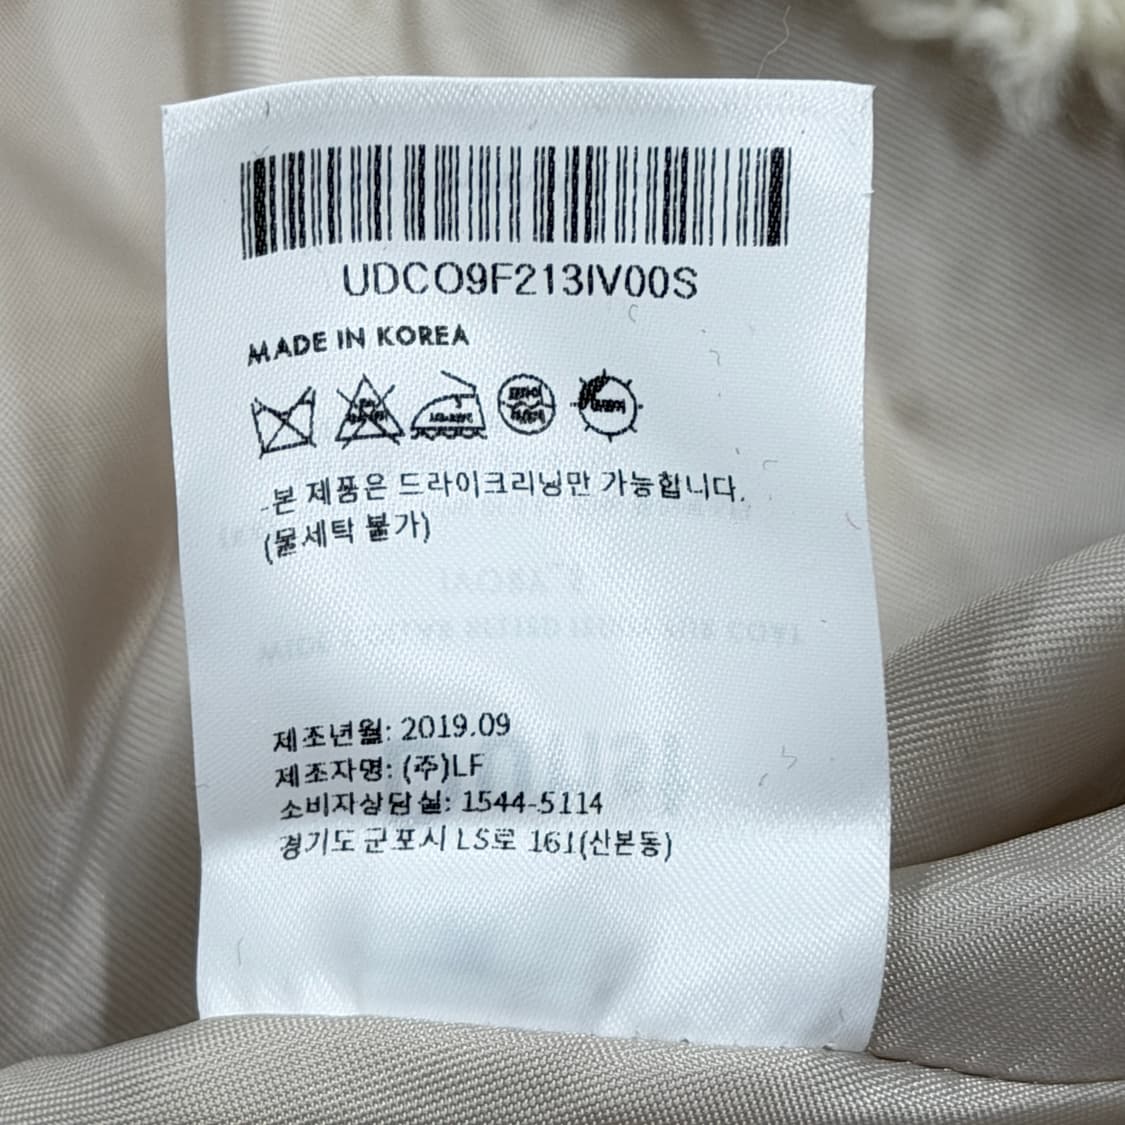 UDCO9F213IV00S
MADE IN KOREA
본 제품은 드라이크리닝만 가능합니다.
(물세탁 불가)
제조년월: 2019.09
제조자명: (주)LF
소비자상담실: 1544-5114
경기도 군포시 LS로 161(산본동)